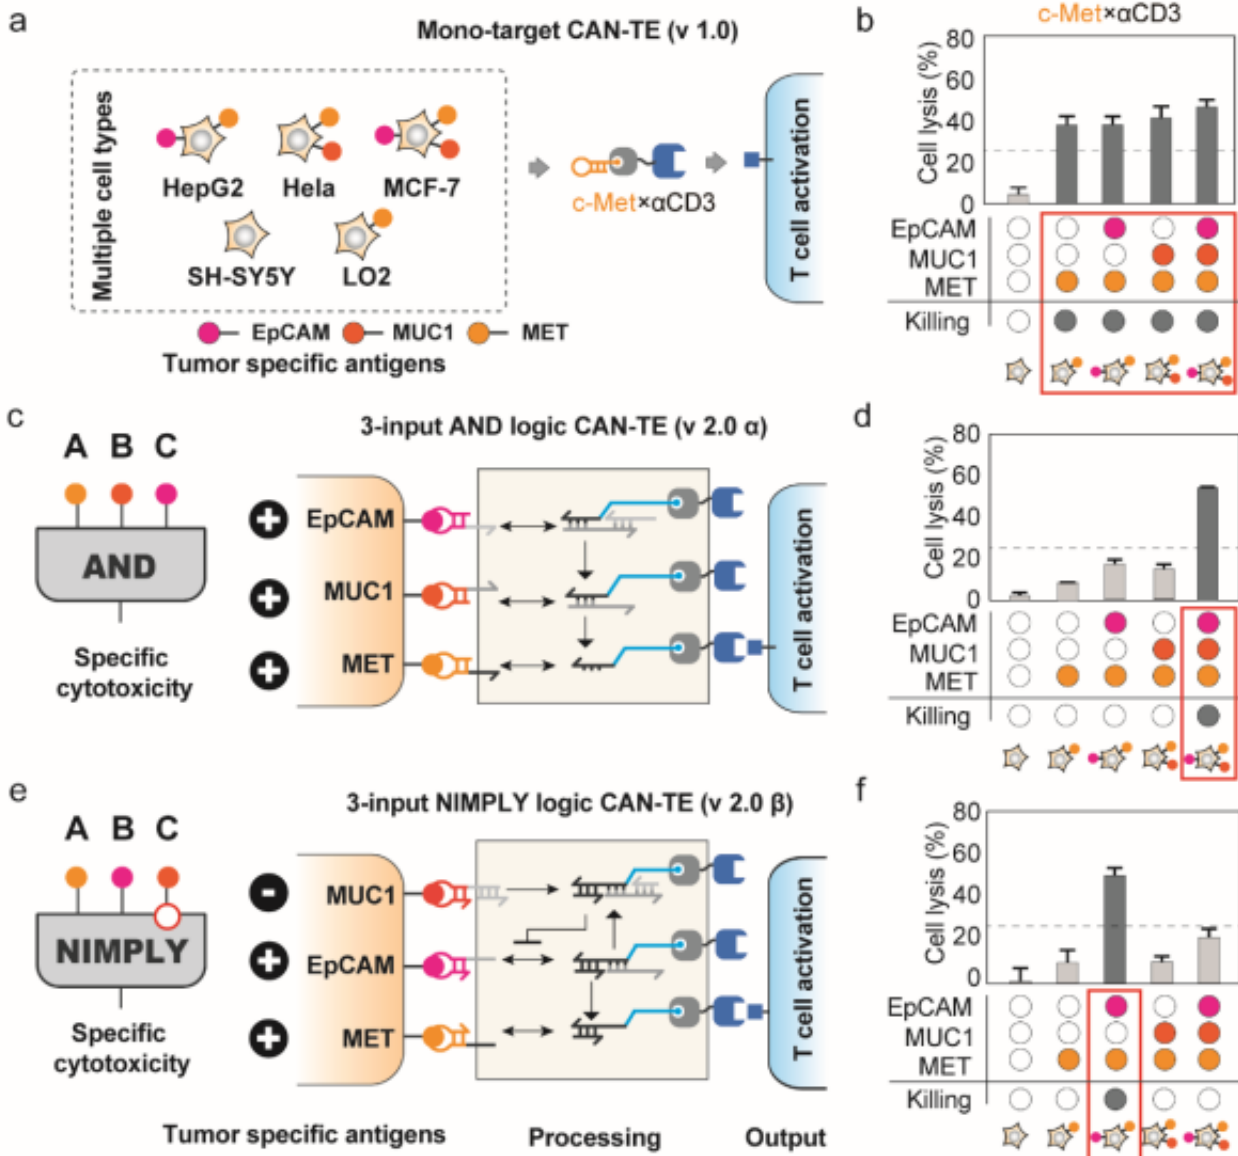 a
Mono-target CAN-TE (v 1.0)
Multiple cell types
HepG2
Hela
MCF-7
SH-SY5Y
LO2
c-Met×αCD3
T cell activation
EpCAM
MUC1
MET
Tumor specific antigens
b
c-Met×αCD3
Cell lysis (%)
80
60
40
20
0
EpCAM
MUC1
MET
Killing
c
3-input AND logic CAN-TE (v 2.0 α)
A B C
AND
Specific
cytotoxicity
+
EpCAM
+
MUC1
+
MET
T cell activation
d
Cell lysis (%)
80
60
40
20
0
EpCAM
MUC1
MET
Killing
e
3-input NIMPLY logic CAN-TE (v 2.0 β)
A B C
NIMPLY
Specific
cytotoxicity
-
MUC1
+
EpCAM
+
MET
T cell activation
Tumor specific antigens
Processing
Output
f
Cell lysis (%)
80
60
40
20
0
EpCAM
MUC1
MET
Killing